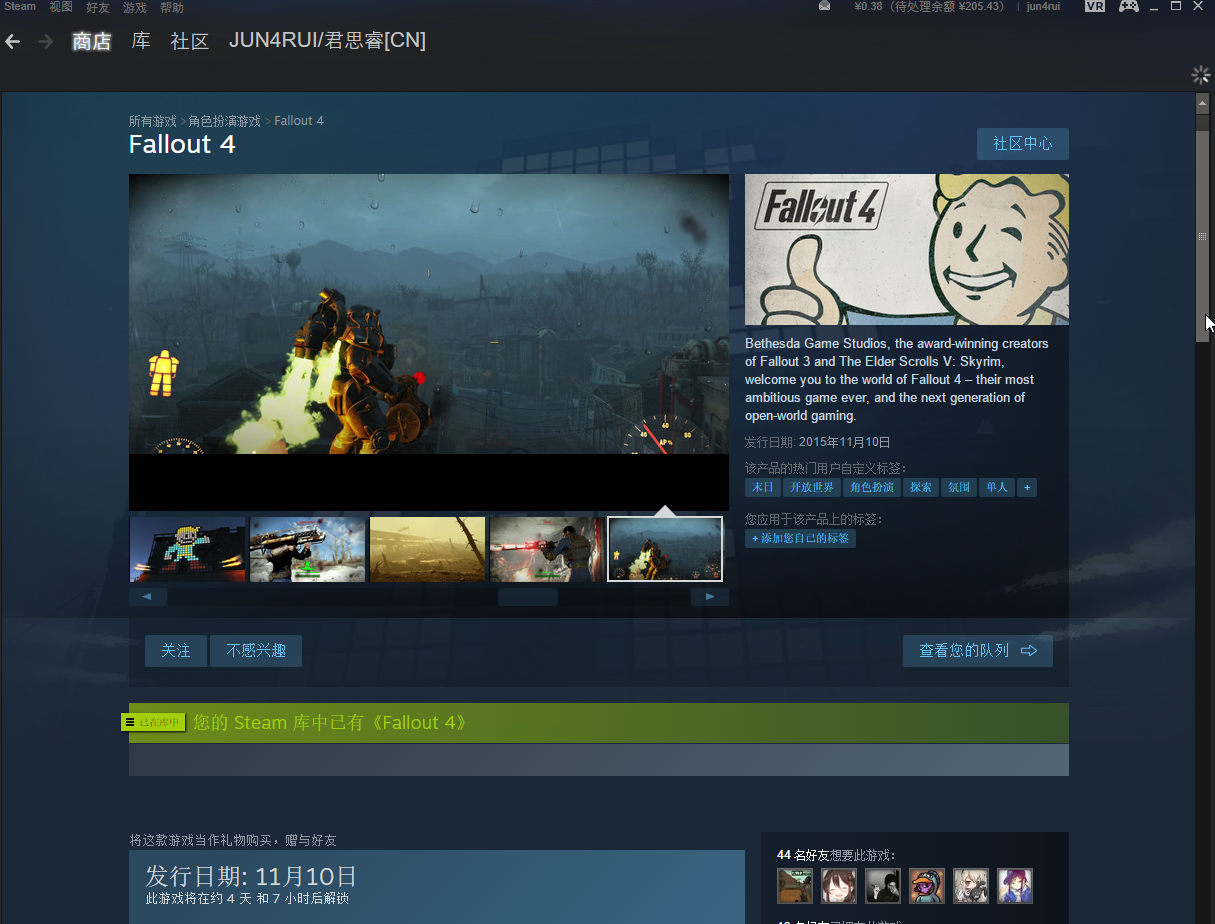 Steam 视图 好友 游戏 帮助
¥0.38（待处理余额 ¥205.43） | jun4rui VR
商店 库 社区 JUN4RUI/君思睿[CN]
所有游戏 > 角色扮演游戏 > Fallout 4
Fallout 4
社区中心
Fallout 4
Bethesda Game Studios, the award-winning creators
of Fallout 3 and The Elder Scrolls V: Skyrim,
welcome you to the world of Fallout 4 – their most
ambitious game ever, and the next generation of
open-world gaming.
发行日期: 2015年11月10日
该产品的热门用户自定义标签：
末日 开放世界 角色扮演 探索 氛围 单人 +
您应用于该产品上的标签：
+ 添加您自己的标签
40 60 80
AP%
关注 不感兴趣
查看您的队列
已在库中 您的 Steam 库中已有《Fallout 4》
将这款游戏当作礼物购买，赠与好友
发行日期: 11月10日
此游戏将在约 4 天 和 7 小时后解锁
44 名好友想要此游戏：